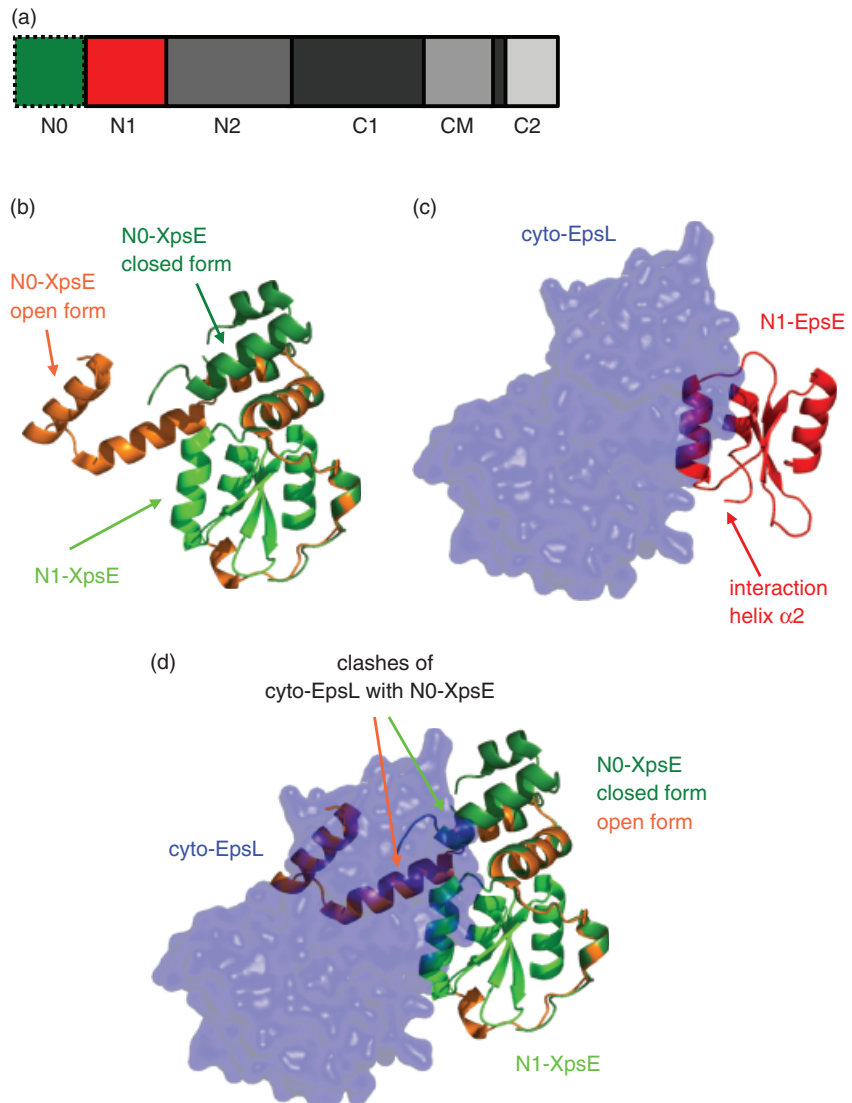 (a)
N0 N1 N2 C1 CM C2
(b)
N0-XpsE
closed form
N0-XpsE
open form
N1-XpsE
(c)
cyto-EpsL
N1-EpsE
interaction
helix α2
(d)
clashes of
cyto-EpsL with N0-XpsE
N0-XpsE
closed form
open form
cyto-EpsL
N1-XpsE